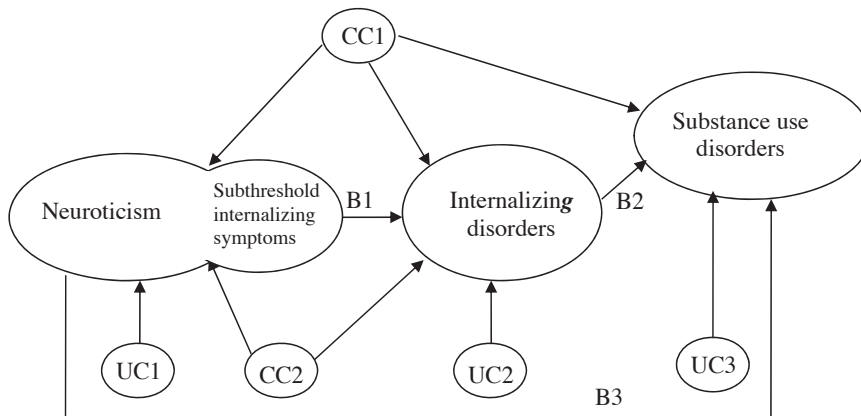 CC1
Substance use
disorders
Neuroticism
Subthreshold
internalizing
symptoms
B1
Internalizing
disorders
B2
UC1
CC2
UC2
UC3
B3